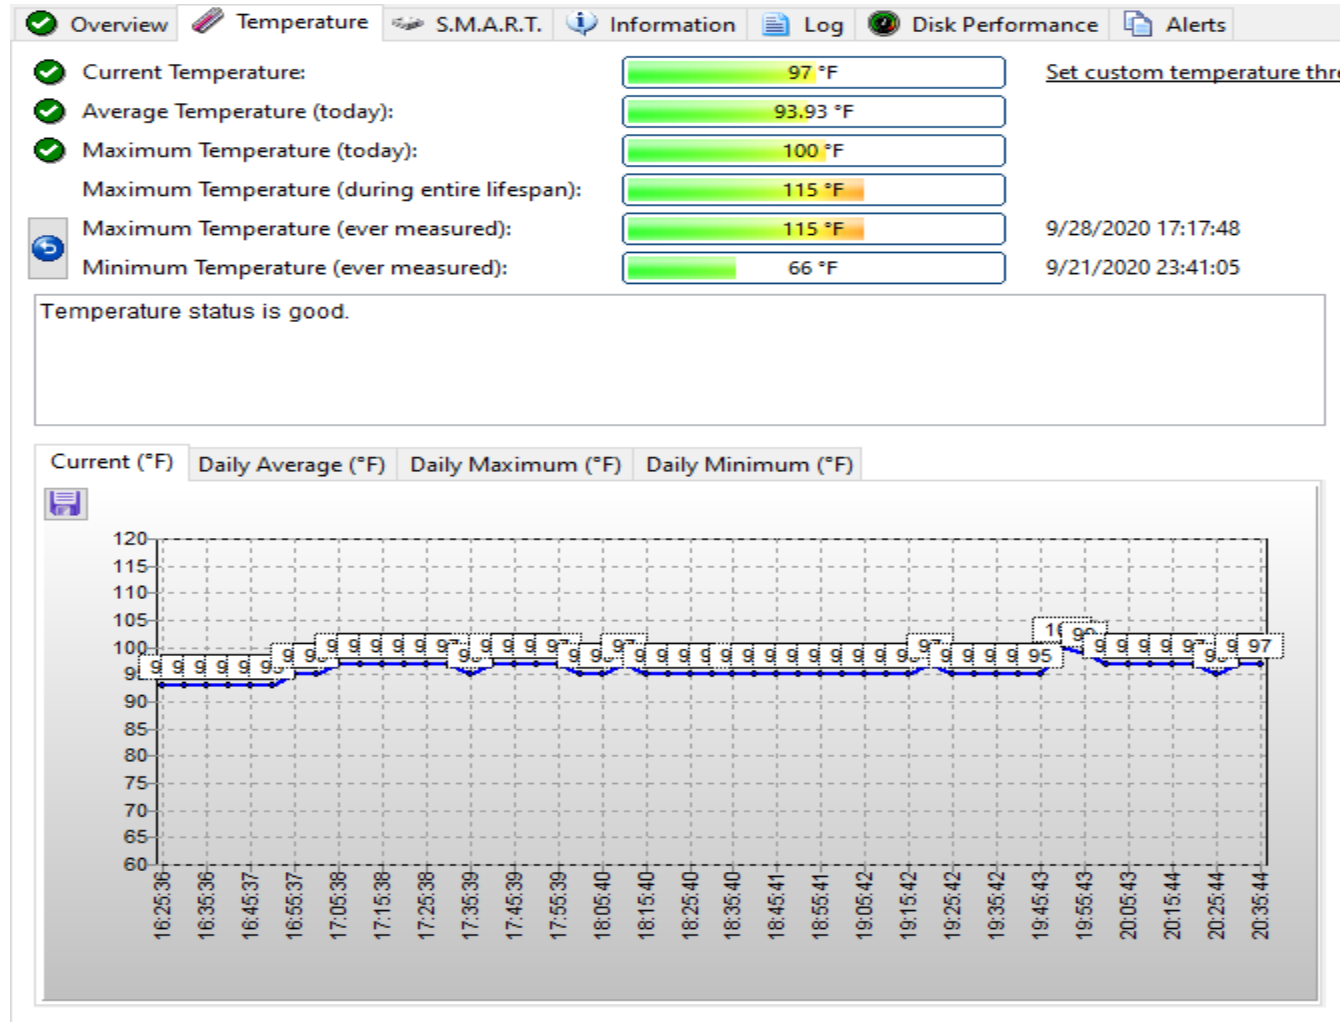 Overview Temperature S.M.A.R.T. Information Log Disk Performance Alerts
Current Temperature: 97 °F Set custom temperature thre
Average Temperature (today): 93.93 °F
Maximum Temperature (today): 100 °F
Maximum Temperature (during entire lifespan): 115 °F
Maximum Temperature (ever measured): 115 °F 9/28/2020 17:17:48
Minimum Temperature (ever measured): 66 °F 9/21/2020 23:41:05
Temperature status is good.
Current (°F) Daily Average (°F) Daily Maximum (°F) Daily Minimum (°F)
120
115
110
105
100
95
90
85
80
75
70
65
60
97
95
16:25:36 16:35:36 16:45:37 16:55:37 17:05:38 17:15:38 17:25:38 17:35:39 17:45:39 17:55:39 18:05:40 18:15:40 18:25:40 18:35:40 18:45:41 18:55:41 19:05:42 19:15:42 19:25:42 19:35:42 19:45:43 19:55:43 20:05:43 20:15:44 20:25:44 20:35:44